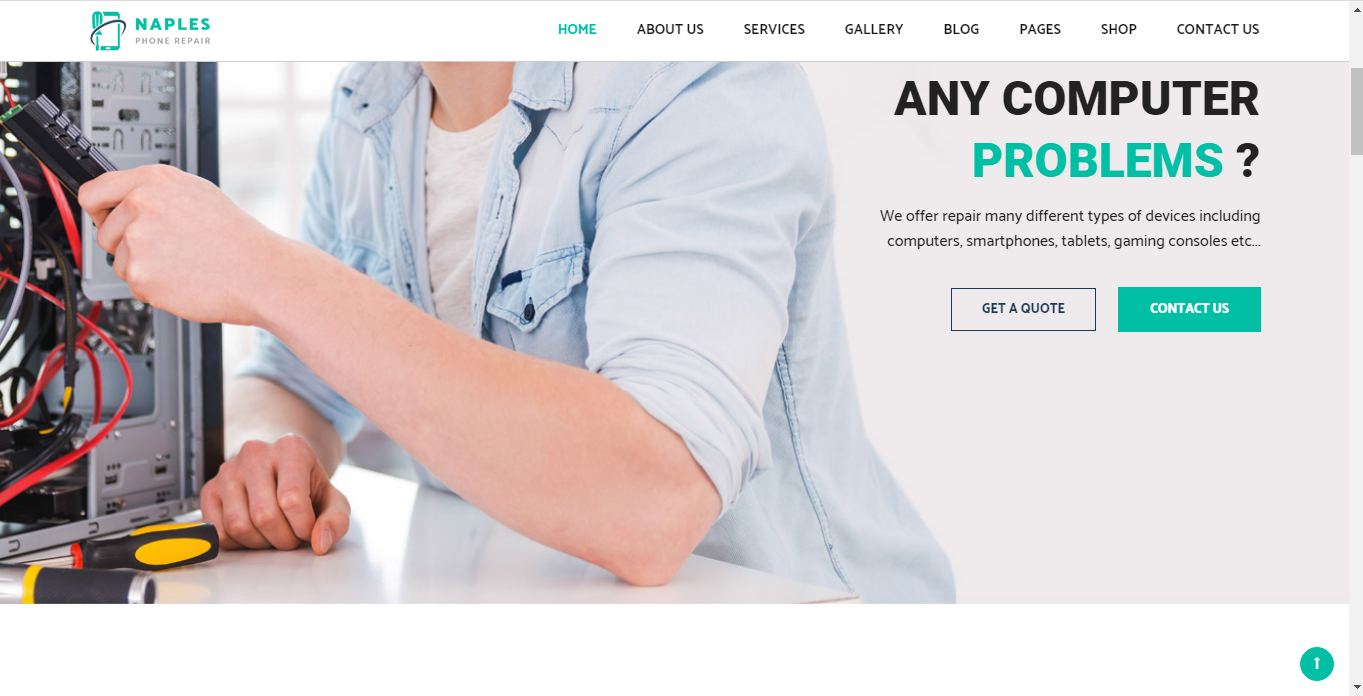 NAPLES
PHONE REPAIR
HOME ABOUT US SERVICES GALLERY BLOG PAGES SHOP CONTACT US
ANY COMPUTER
PROBLEMS ?
We offer repair many different types of devices including
computers, smartphones, tablets, gaming consoles etc...
GET A QUOTE CONTACT US